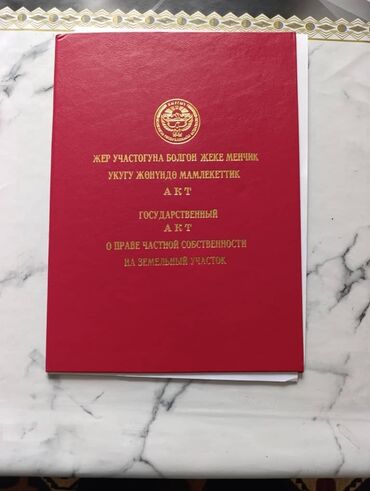 ЖЕР УЧАСТОГУНА БОЛГОН ЖЕКЕ МЕНЧИК
УКУГУ ЖӨНҮНДӨ МАМЛЕКЕТТИК
АКТ
ГОСУДАРСТВЕННЫЙ
АКТ
О ПРАВЕ ЧАСТНОЙ СОБСТВЕННОСТИ
НА ЗЕМЕЛЬНЫЙ УЧАСТОК